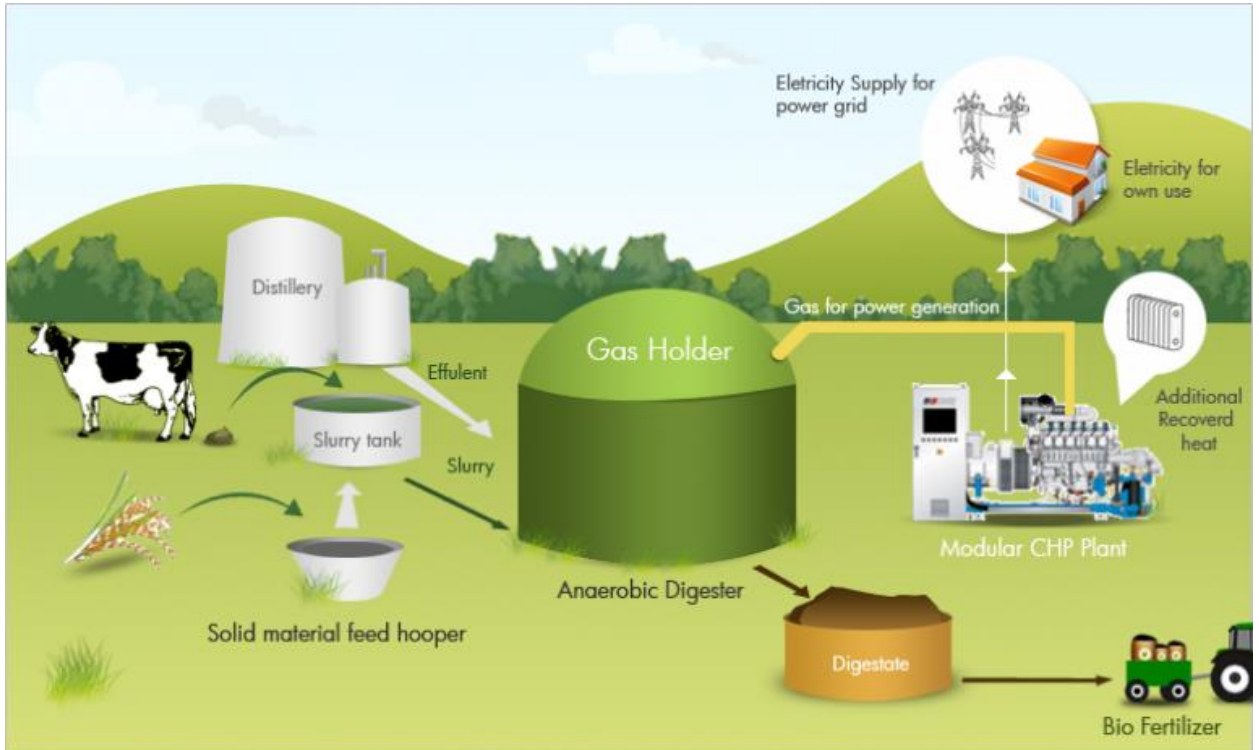 Eletricity Supply for
power grid
Eletricity for
own use
Distillery
Gas for power generation
Gas Holder
Effulent
Additional
Recoverd
heat
Slurry tank
Slurry
Modular CHP Plant
Anaerobic Digester
Solid material feed hooper
Digestate
Bio Fertilizer